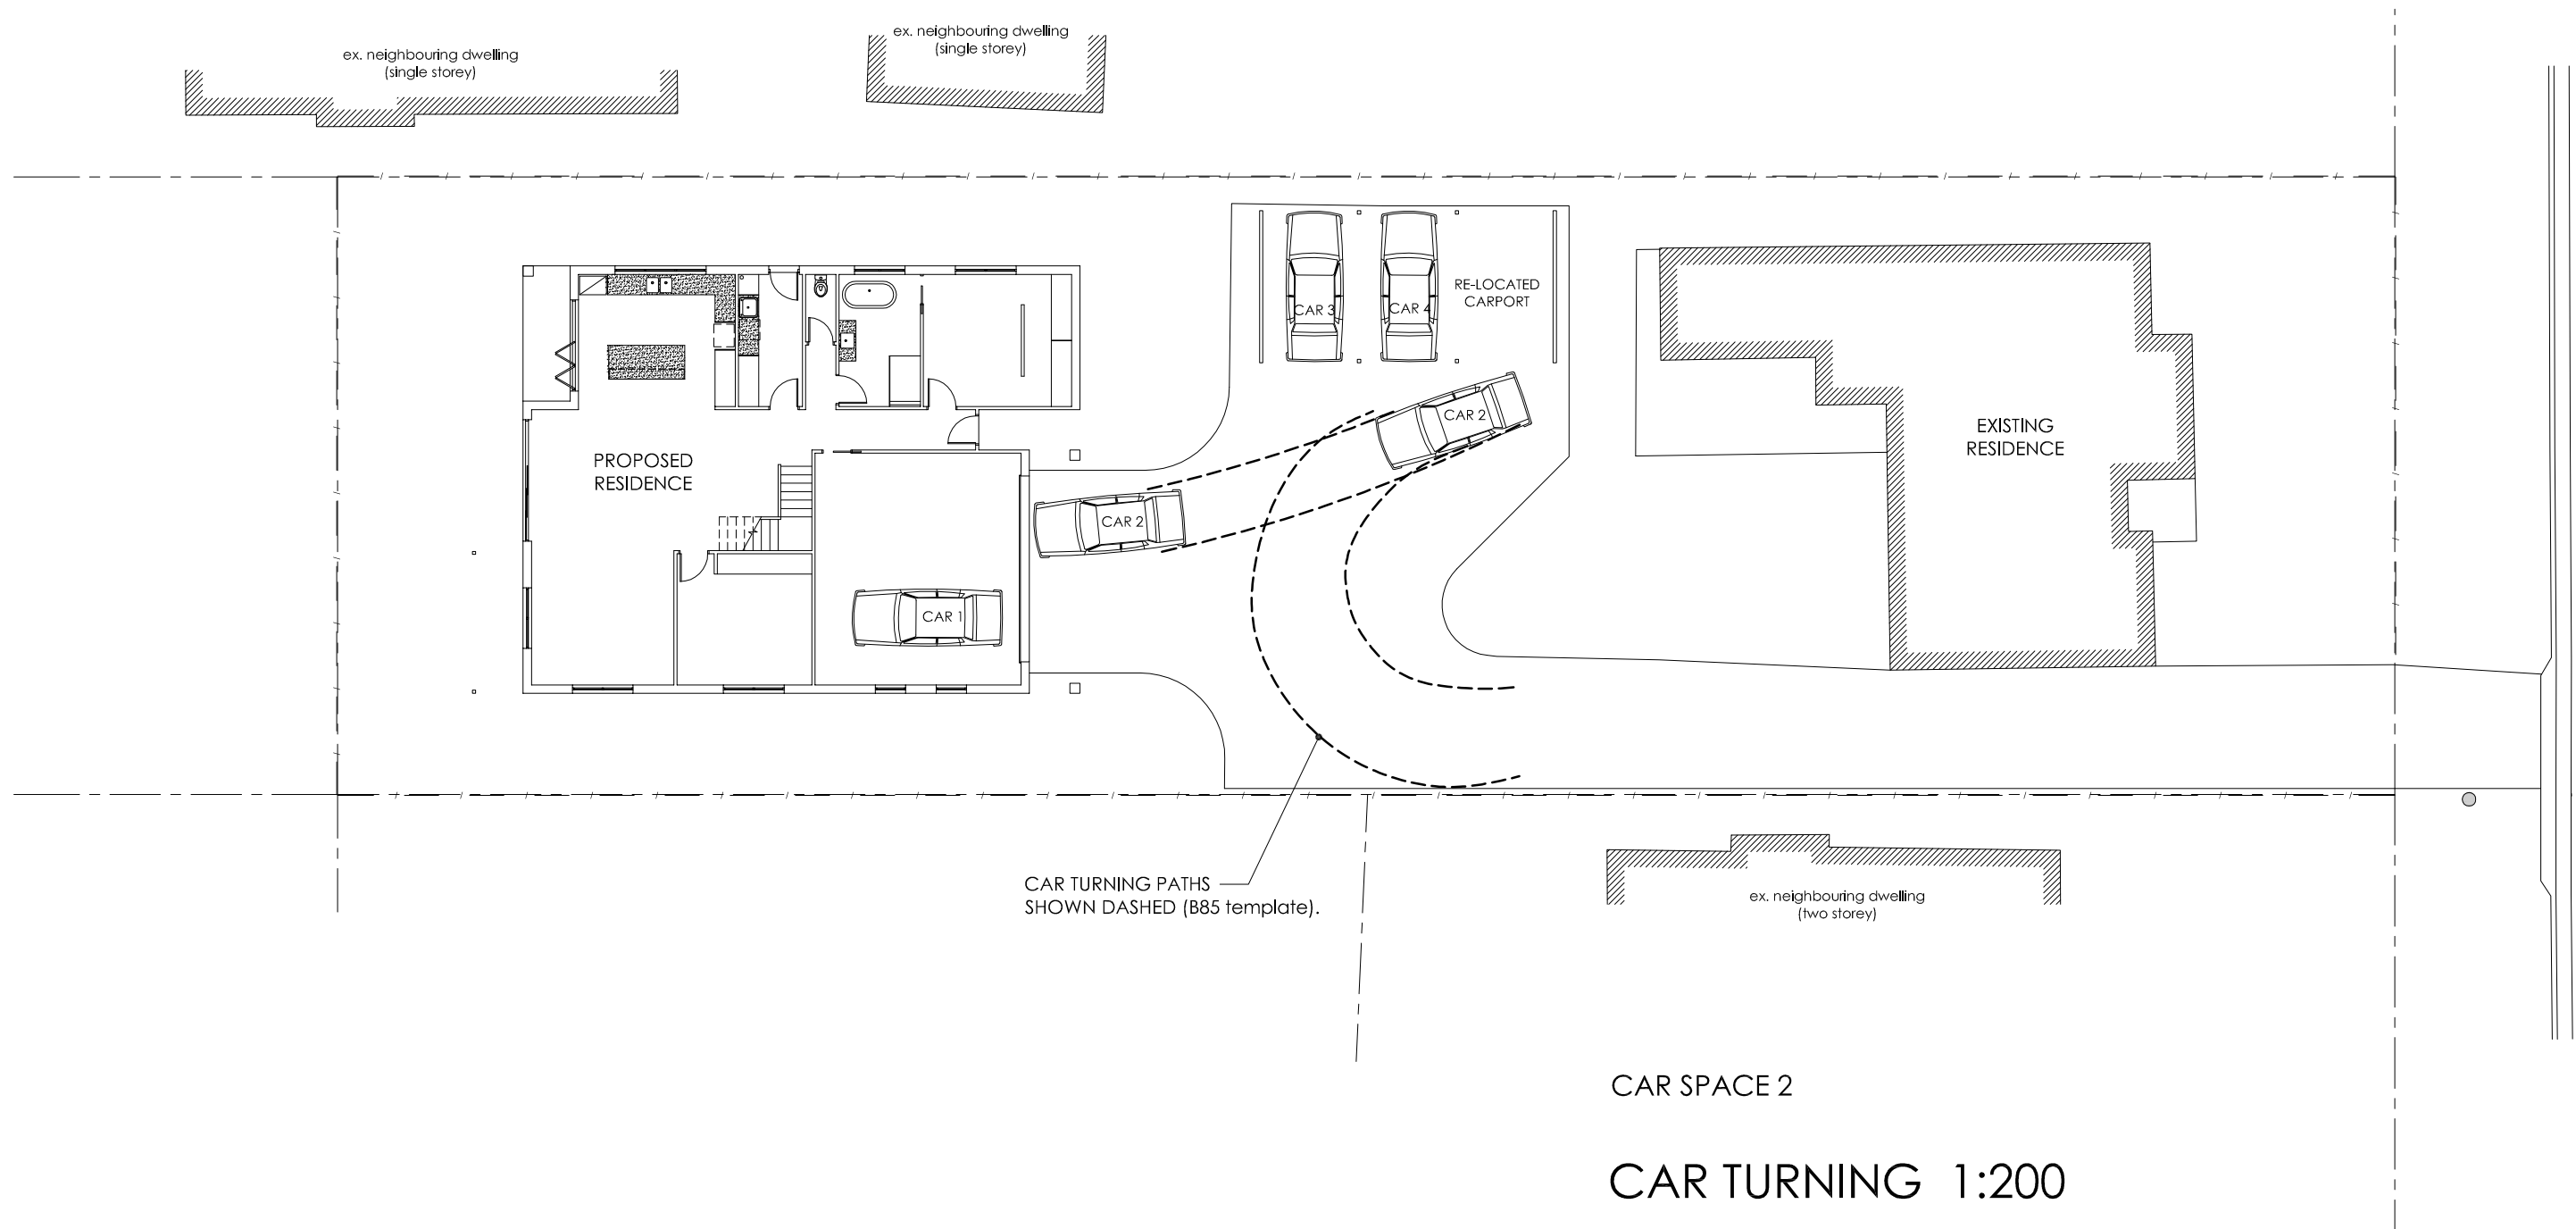 ex. neighbouring dwelling
(single storey)
ex. neighbouring dwelling
(single storey)
CAR 3
CAR 4
RE-LOCATED
CARPORT
CAR 2
EXISTING
RESIDENCE
PROPOSED
RESIDENCE
CAR 2
CAR 1
CAR TURNING PATHS
SHOWN DASHED (B85 template).
ex. neighbouring dwelling
(two storey)
CAR SPACE 2
CAR TURNING 1:200